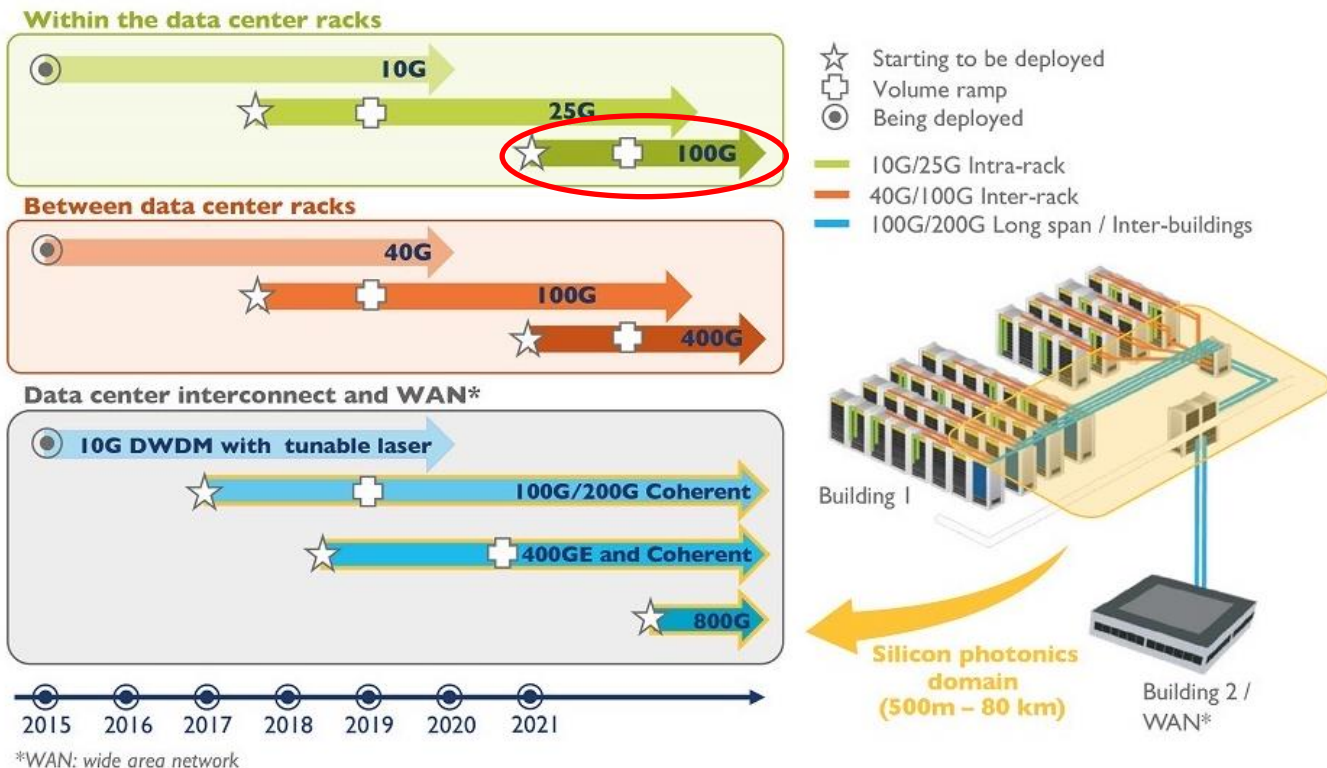 Within the data center racks
10G
25G
100G
Between data center racks
40G
100G
400G
Data center interconnect and WAN*
10G DWDM with tunable laser
100G/200G Coherent
400GE and Coherent
800G
2015 2016 2017 2018 2019 2020 2021
*WAN: wide area network
Starting to be deployed
Volume ramp
Being deployed
10G/25G Intra-rack
40G/100G Inter-rack
100G/200G Long span / Inter-buildings
Building 1
Silicon photonics
domain
(500m – 80 km)
Building 2 /
WAN*